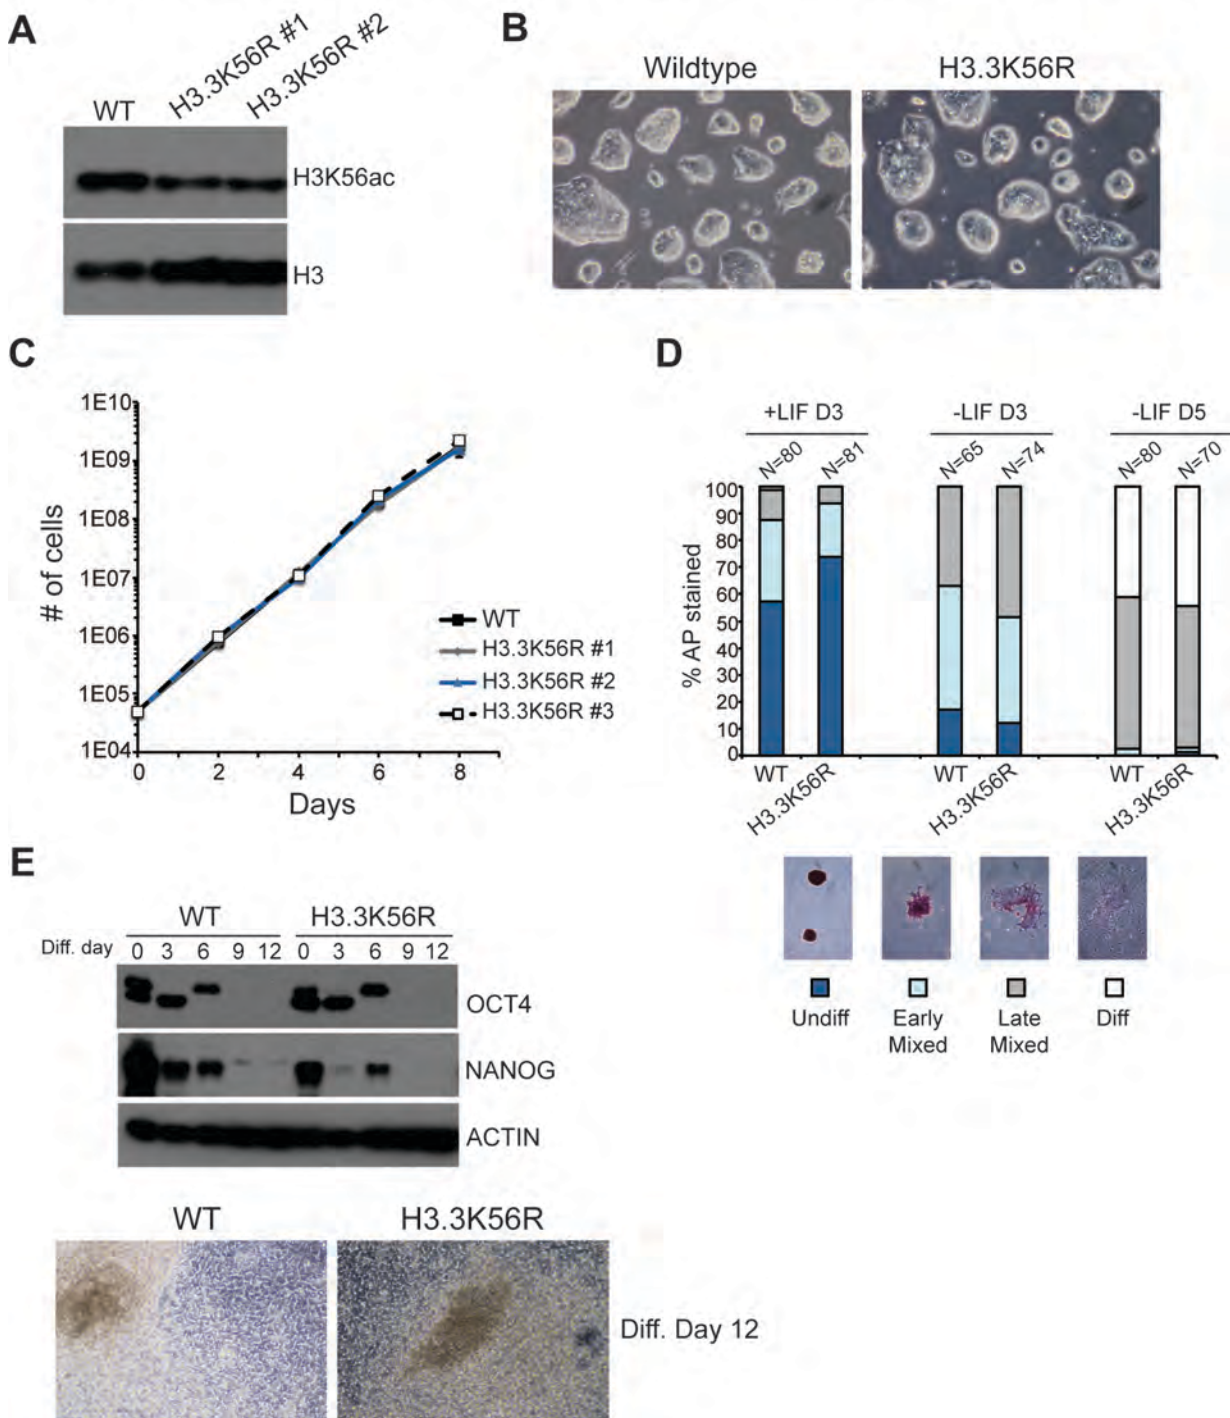 A
WT
H3.3K56R #1
H3.3K56R #2
H3K56ac
H3
B
Wildtype
H3.3K56R
C
# of cells
1E10
1E09
1E08
1E07
1E06
1E05
1E04
0 2 4 6 8
Days
WT
H3.3K56R #1
H3.3K56R #2
H3.3K56R #3
D
+LIF D3
-LIF D3
-LIF D5
N=80 N=81 N=65 N=74 N=80 N=70
% AP stained
100
90
80
70
60
50
40
30
20
10
0
WT
H3.3K56R
WT
H3.3K56R
WT
H3.3K56R
Undiff
Early
Mixed
Late
Mixed
Diff
E
WT
H3.3K56R
Diff. day 0 3 6 9 12 0 3 6 9 12
OCT4
NANOG
ACTIN
WT
H3.3K56R
Diff. Day 12